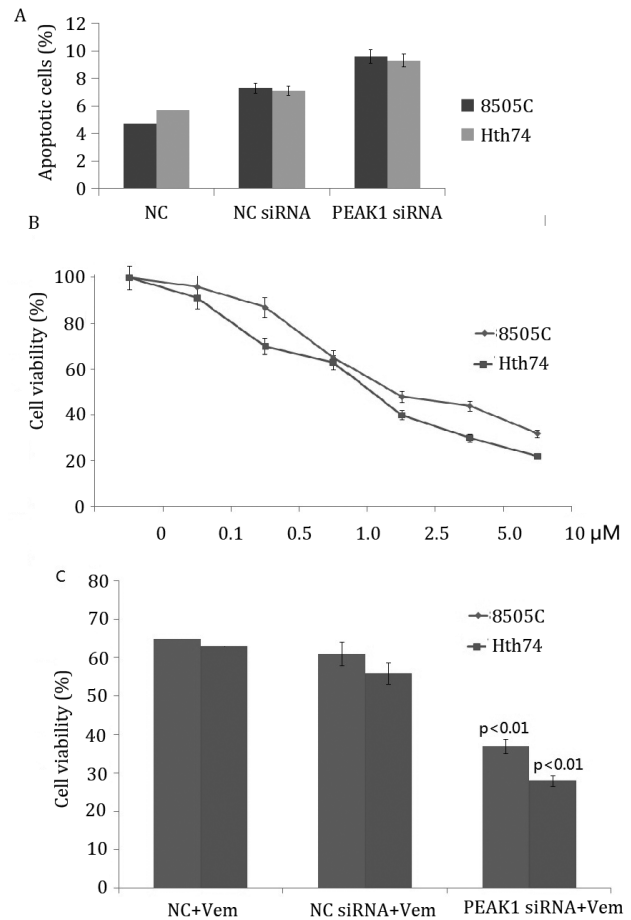 A
Apoptotic cells (%)
12
10
8
6
4
2
0
NC NC siRNA PEAK1 siRNA
8505C
Hth74
B
Cell viability (%)
100
80
60
40
20
0
0 0.1 0.5 1.0 2.5 5.0 10 µM
8505C
Hth74
C
Cell viability (%)
80
70
60
50
40
30
20
10
0
8505C
Hth74
p<0.01
p<0.01
NC+Vem NC siRNA+Vem PEAK1 siRNA+Vem